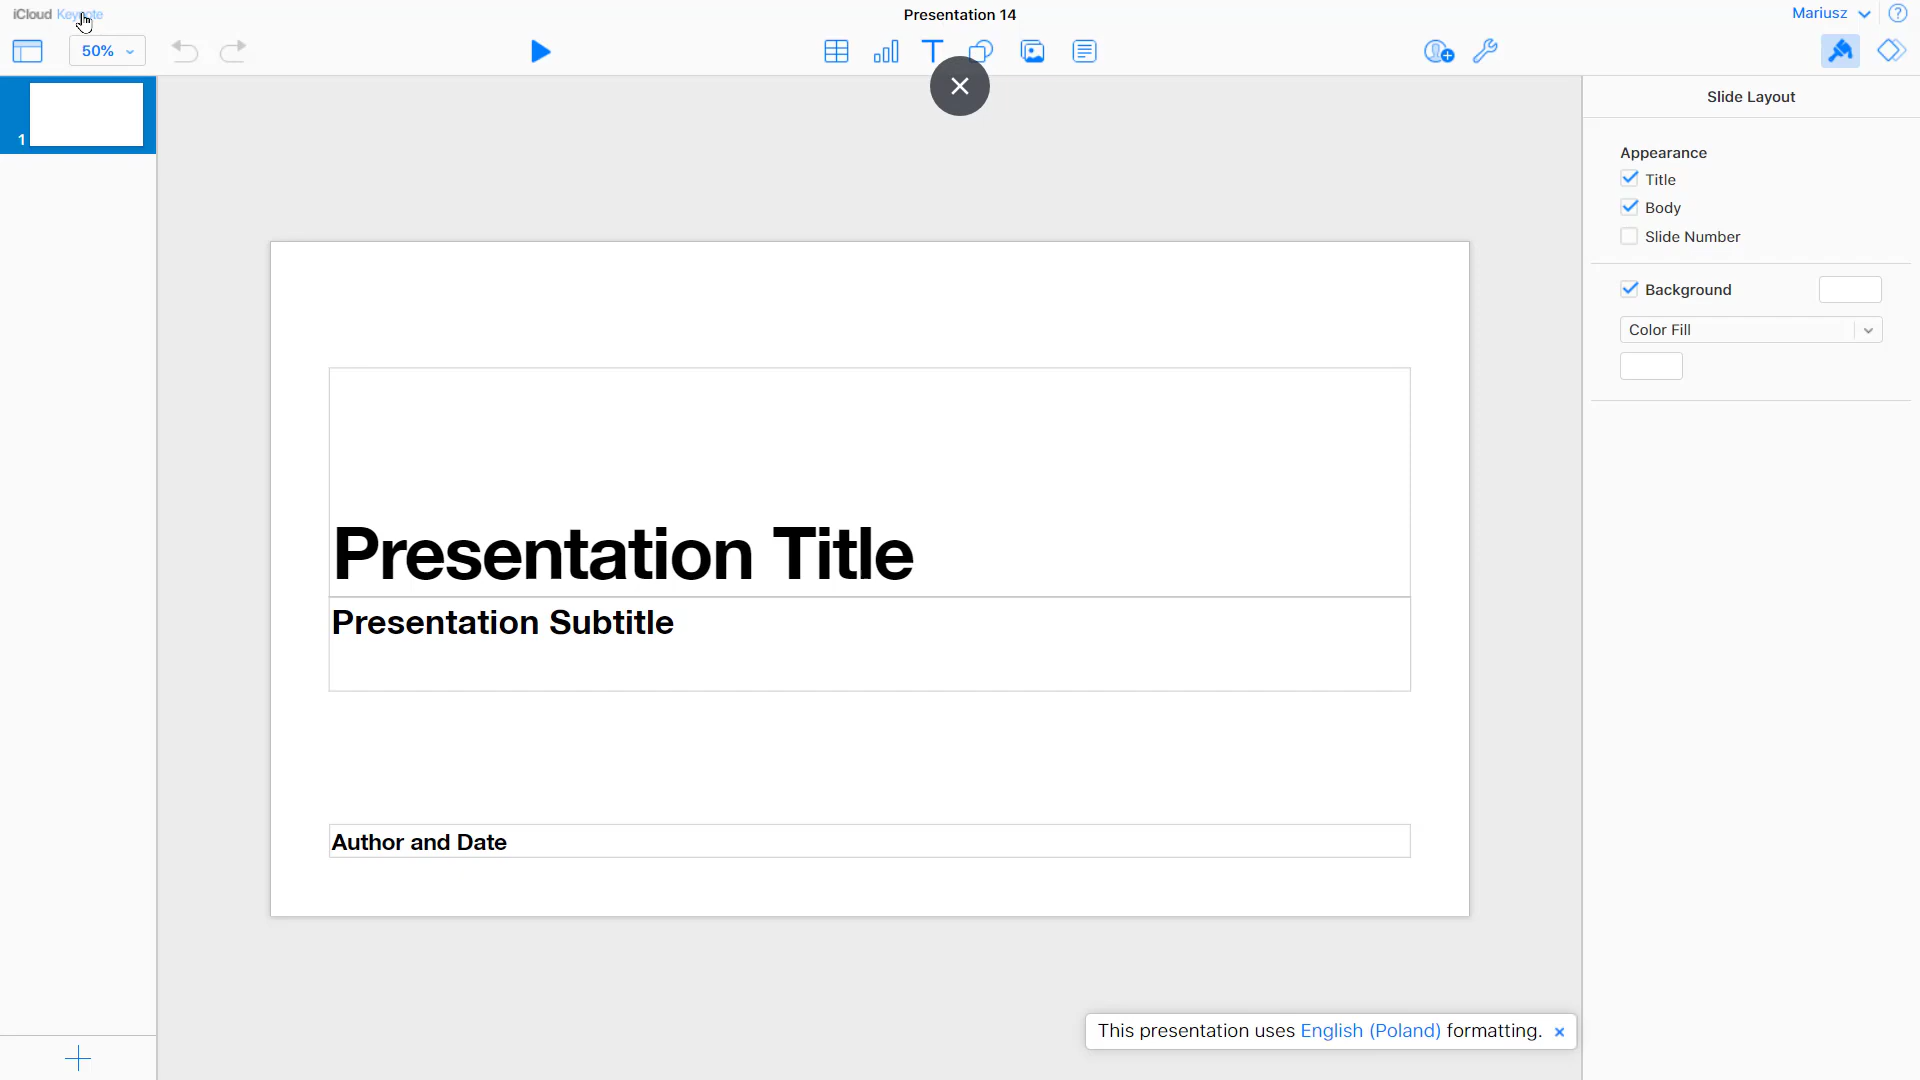 iCloud Keynote
Presentation 14
Mariusz
50%
1
Slide Layout
Appearance
Title
Body
Slide Number
Background
Color Fill
Presentation Title
Presentation Subtitle
Author and Date
This presentation uses English (Poland) formatting.